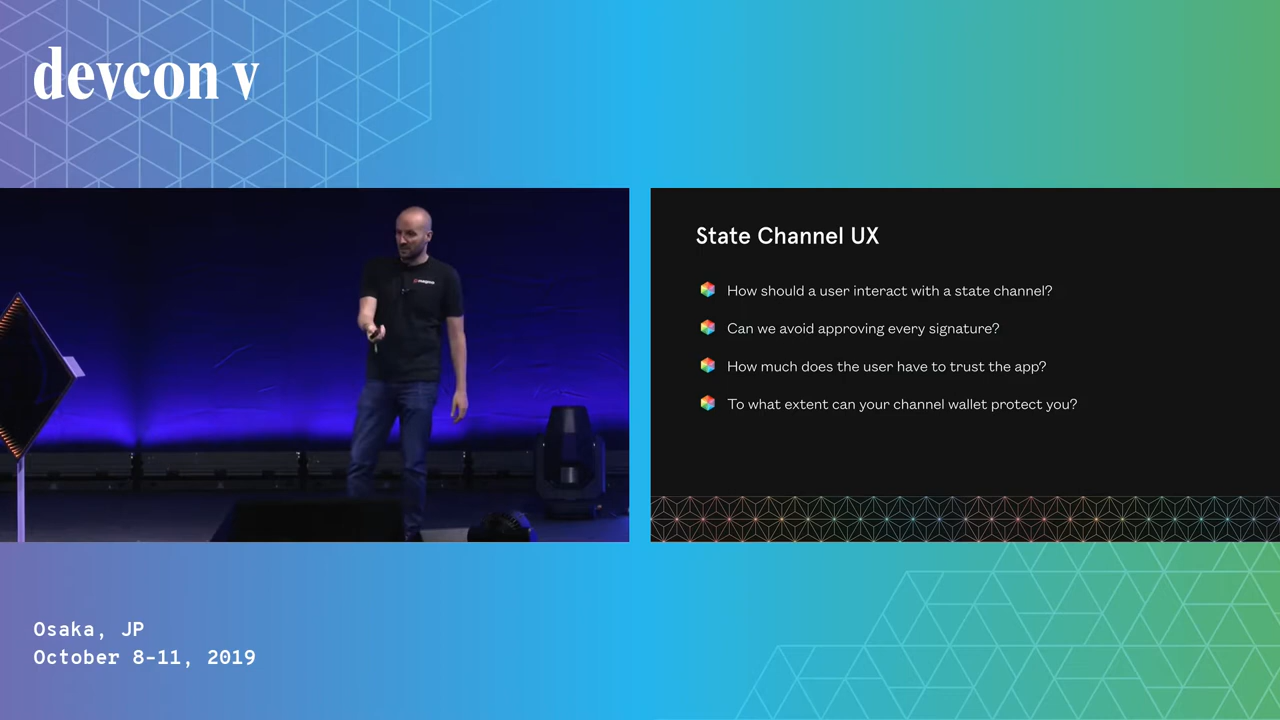 devcon v
State Channel UX
How should a user interact with a state channel?
Can we avoid approving every signature?
How much does the user have to trust the app?
To what extent can your channel wallet protect you?
Osaka, JP
October 8-11, 2019